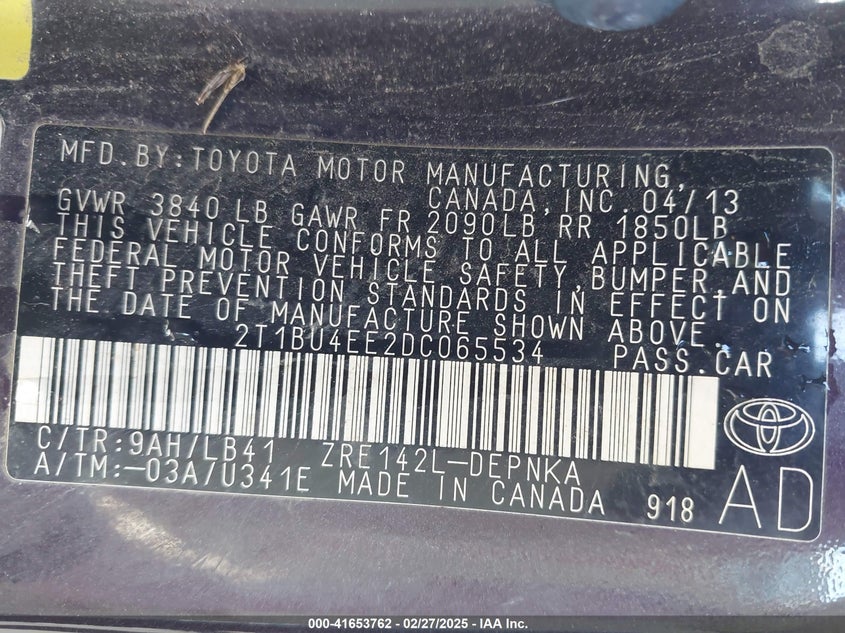 MFD.BY:TOYOTA MOTOR MANUFACTURING,
CANADA,INC. 04/13
GVWR 3840 LB GAWR FR 2090LB RR 1850LB
THIS VEHICLE CONFORMS TO ALL APPLICABLE
FEDERAL MOTOR VEHICLE SAFETY,BUMPER,AND
THEFT PREVENTION STANDARDS IN EFFECT ON
THE DATE OF MANUFACTURE SHOWN ABOVE.
2T1BU4EE2DC065534 PASS.CAR
C/TR:9AH/LB41 ZRE142L-DEPNKA
A/TM:-03A/U341E MADE IN CANADA 918
AD
000-41653762 - 02/27/2025 - IAA Inc.